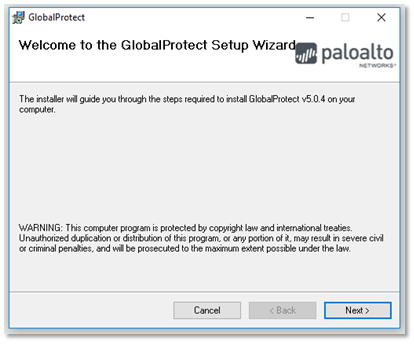 GlobalProtect
Welcome to the GlobalProtect Setup Wizard
paloalto
NETWORKS®
The installer will guide you through the steps required to install GlobalProtect v5.0.4 on your
computer.
WARNING: This computer program is protected by copyright law and international treaties.
Unauthorized duplication or distribution of this program, or any portion of it, may result in severe civil
or criminal penalties, and will be prosecuted to the maximum extent possible under the law.
Cancel < Back Next >